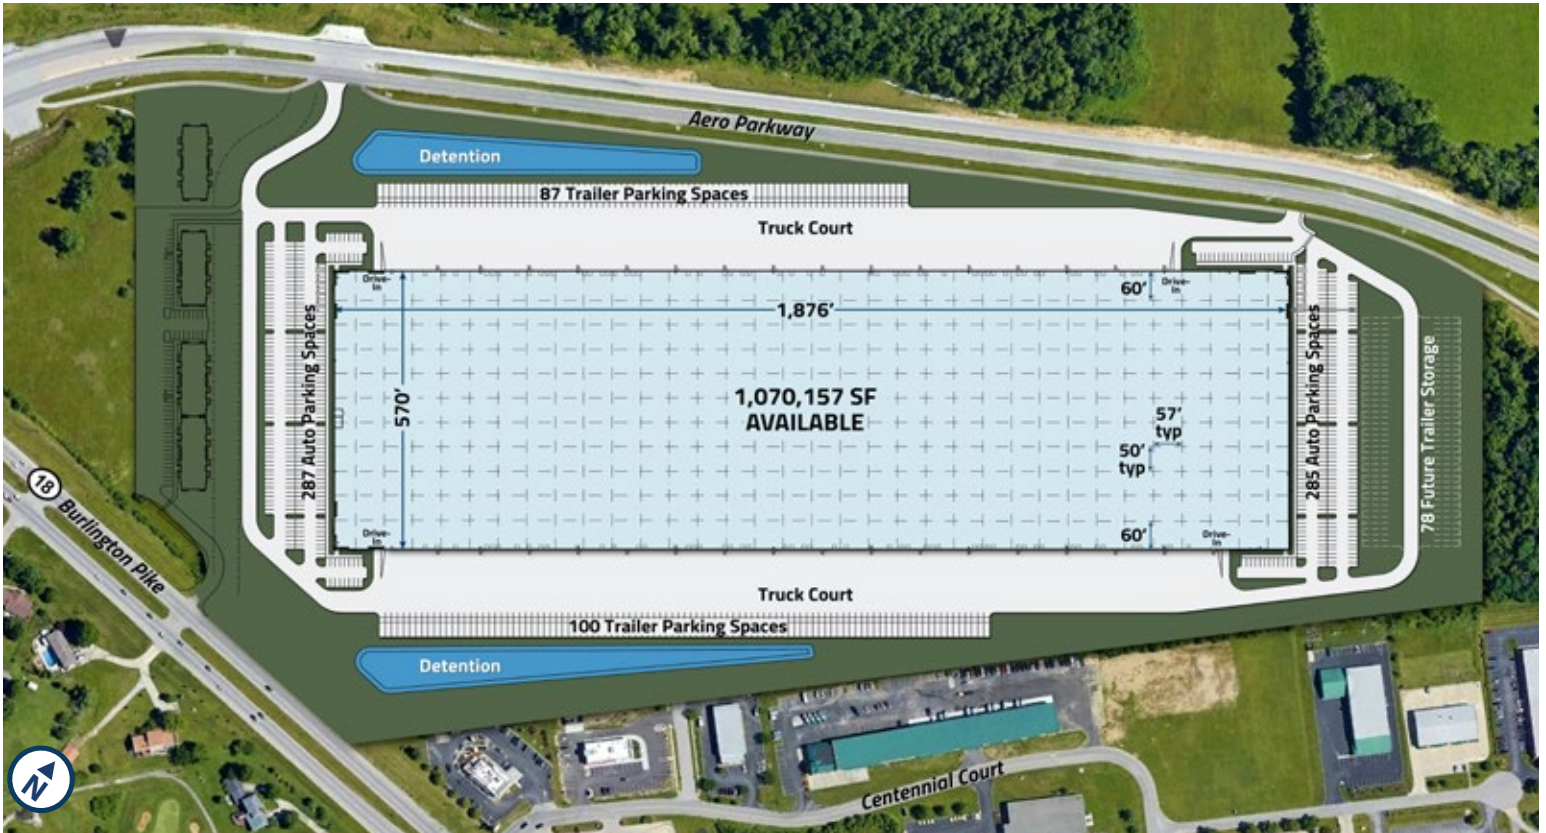 Aero Parkway
Detention
87 Trailer Parking Spaces
Truck Court
Drive-
In
60'
Drive-
In
1,876'
287 Auto Parking Spaces
570'
1,070,157 SF
AVAILABLE
57'
typ
50'
typ
285 Auto Parking Spaces
78 Future Trailer Storage
18
Burlington Pike
Drive-
In
60'
Drive-
In
Truck Court
100 Trailer Parking Spaces
Detention
Centennial Court
N